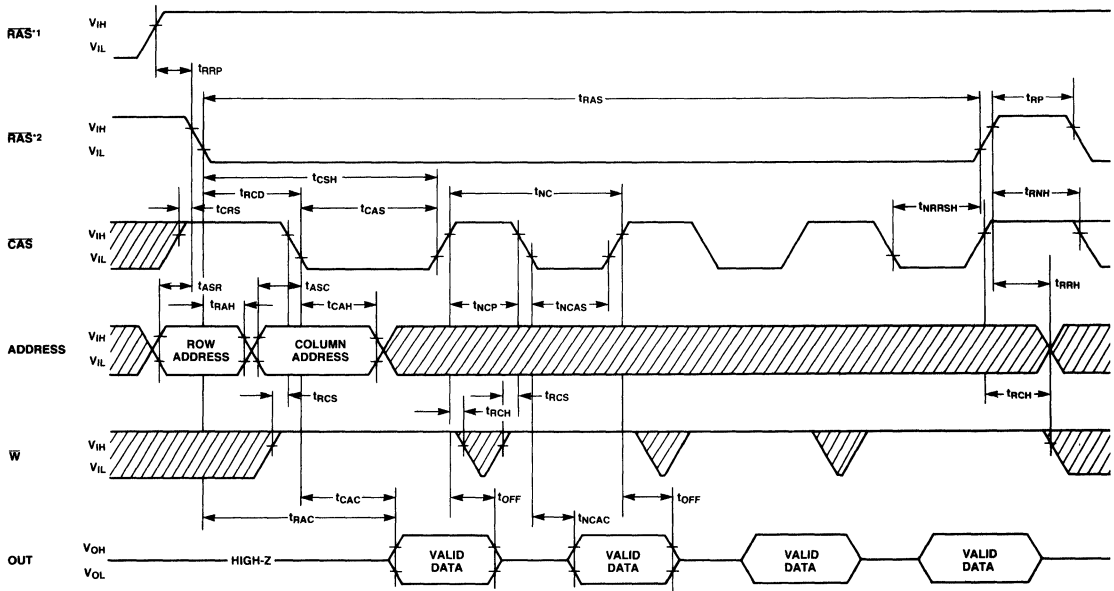 RAS*1 VIH
VIL
tRRP
tRAS
tRP
RAS*2 VIH
VIL
tCSH
tNC
tRCD
tRNH
tCRS
tCAS
tNRRSH
CAS VIH
VIL
tASR
tASC
tRRH
tRAH
tCAH
tNCP
tNCAS
ADDRESS VIH
VIL
ROW ADDRESS
COLUMN ADDRESS
tRCS
tRCH
tRCS
tRCH
W VIH
VIL
tCAC
tOFF
tOFF
tRAC
tNCAC
OUT VOH
VOL
HIGH-Z
VALID DATA
VALID DATA
VALID DATA
VALID DATA